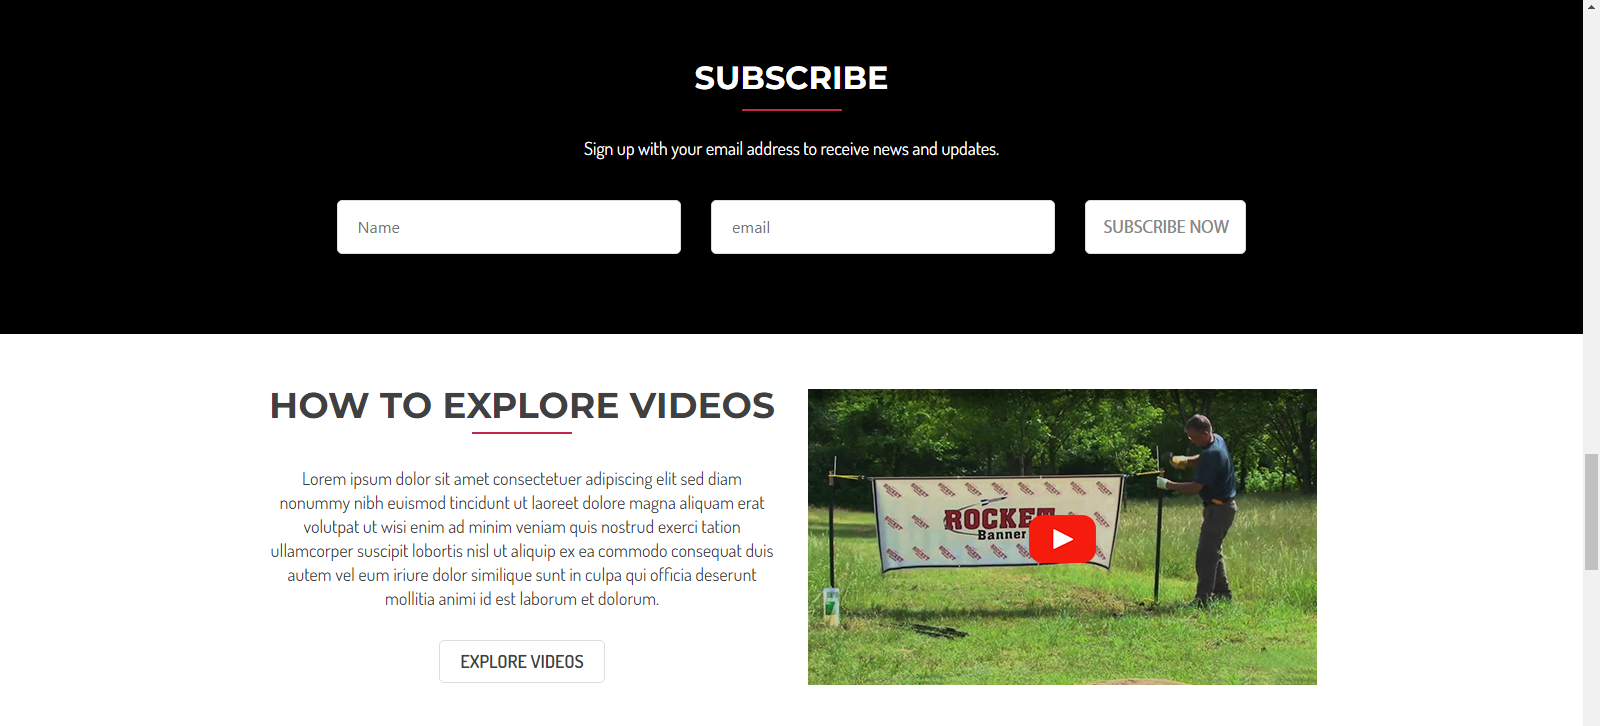 SUBSCRIBE
Sign up with your email address to receive news and updates.
Name
email
SUBSCRIBE NOW
HOW TO EXPLORE VIDEOS
Lorem ipsum dolor sit amet consectetuer adipiscing elit sed diam
nonummy nibh euismod tincidunt ut laoreet dolore magna aliquam erat
volutpat ut wisi enim ad minim veniam quis nostrud exerci tation
ullamcorper suscipit lobortis nisl ut aliquip ex ea commodo consequat duis
autem vel eum iriure dolor similique sunt in culpa qui officia deserunt
mollitia animi id est laborum et dolorum.
EXPLORE VIDEOS
ROCKET
Banner